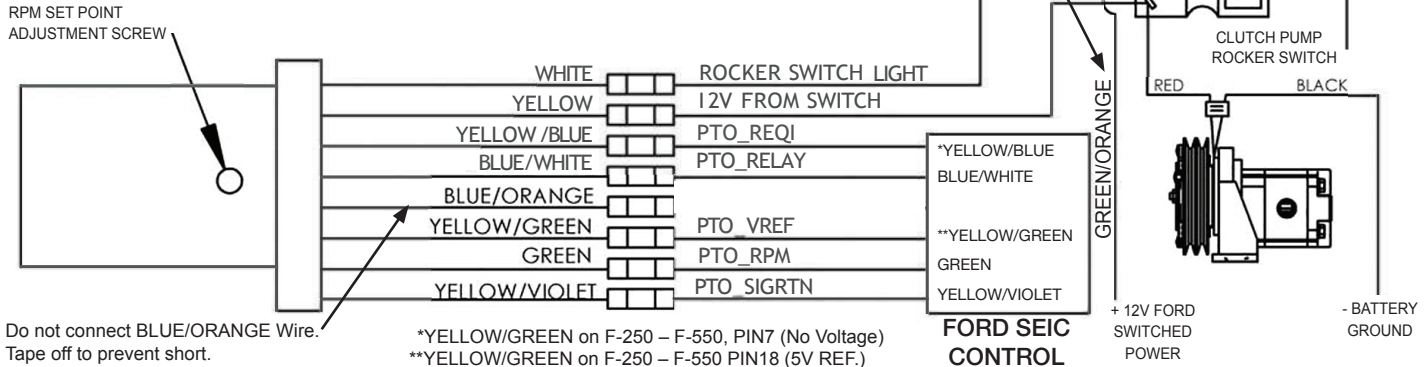 RPM SET POINT
ADJUSTMENT SCREW
CLUTCH PUMP
ROCKER SWITCH
WHITE
ROCKER SWITCH LIGHT
YELLOW
12V FROM SWITCH
YELLOW /BLUE
PTO_REQI
BLUE/WHITE
PTO_RELAY
BLUE/ORANGE
YELLOW/GREEN
PTO_VREF
GREEN
PTO_RPM
YELLOW/VIOLET
PTO_SIGRTN
*YELLOW/BLUE
BLUE/WHITE
**YELLOW/GREEN
GREEN
YELLOW/VIOLET
FORD SEIC
CONTROL
GREEN/ORANGE
RED
BLACK
+ 12V FORD
SWITCHED
POWER
- BATTERY
GROUND
Do not connect BLUE/ORANGE Wire.
Tape off to prevent short.
*YELLOW/GREEN on F-250 – F-550, PIN7 (No Voltage)
**YELLOW/GREEN on F-250 – F-550 PIN18 (5V REF.)